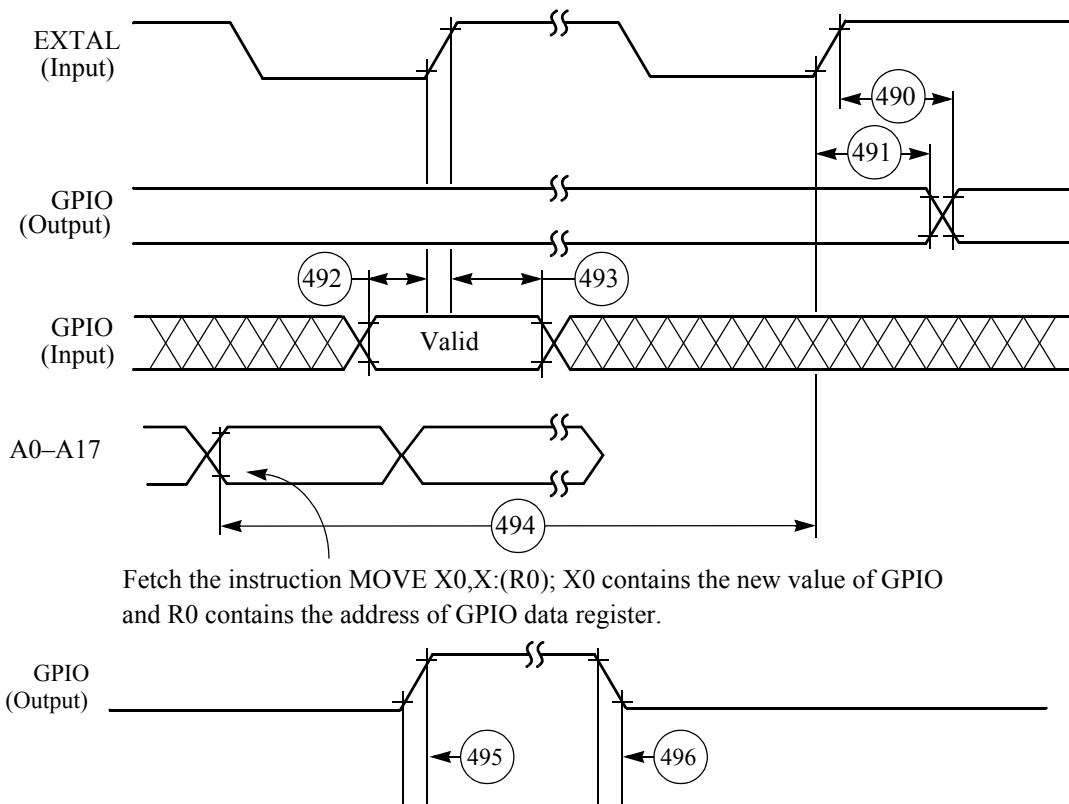 EXTAL
(Input)
490
491
GPIO
(Output)
492
493
GPIO
(Input)
Valid
A0–A17
494
Fetch the instruction MOVE X0,X:(R0); X0 contains the new value of GPIO
and R0 contains the address of GPIO data register.
GPIO
(Output)
495
496